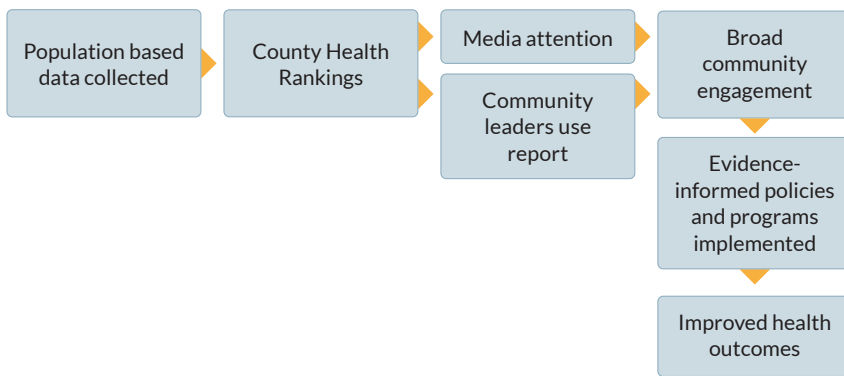 Population based
data collected
County Health
Rankings
Media attention
Community
leaders use
report
Broad
community
engagement
Evidence-
informed policies
and programs
implemented
Improved health
outcomes